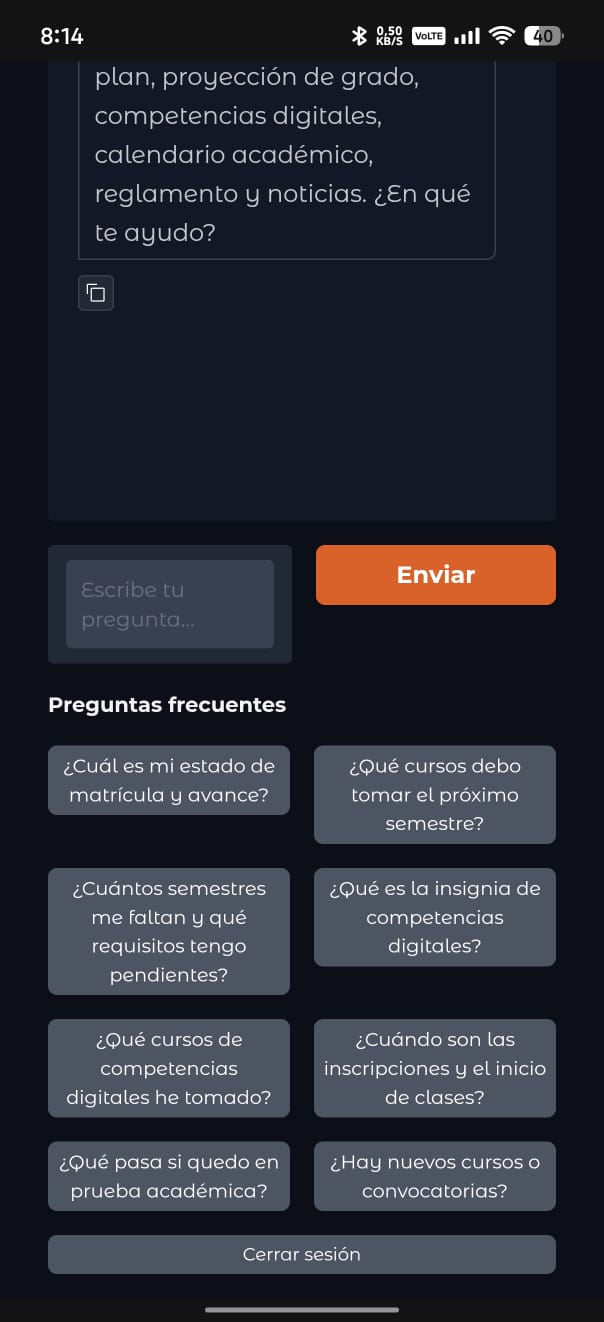 8:14
0,50
KB/S
VoLTE
40
plan, proyección de grado,
competencias digitales,
calendario académico,
reglamento y noticias. ¿En qué
te ayudo?
Escribe tu
pregunta...
Enviar
Preguntas frecuentes
¿Cuál es mi estado de
matrícula y avance?
¿Qué cursos debo
tomar el próximo
semestre?
¿Cuántos semestres
me faltan y qué
requisitos tengo
pendientes?
¿Qué es la insignia de
competencias
digitales?
¿Qué cursos de
competencias
digitales he tomado?
¿Cuándo son las
inscripciones y el inicio
de clases?
¿Qué pasa si quedo en
prueba académica?
¿Hay nuevos cursos o
convocatorias?
Cerrar sesión